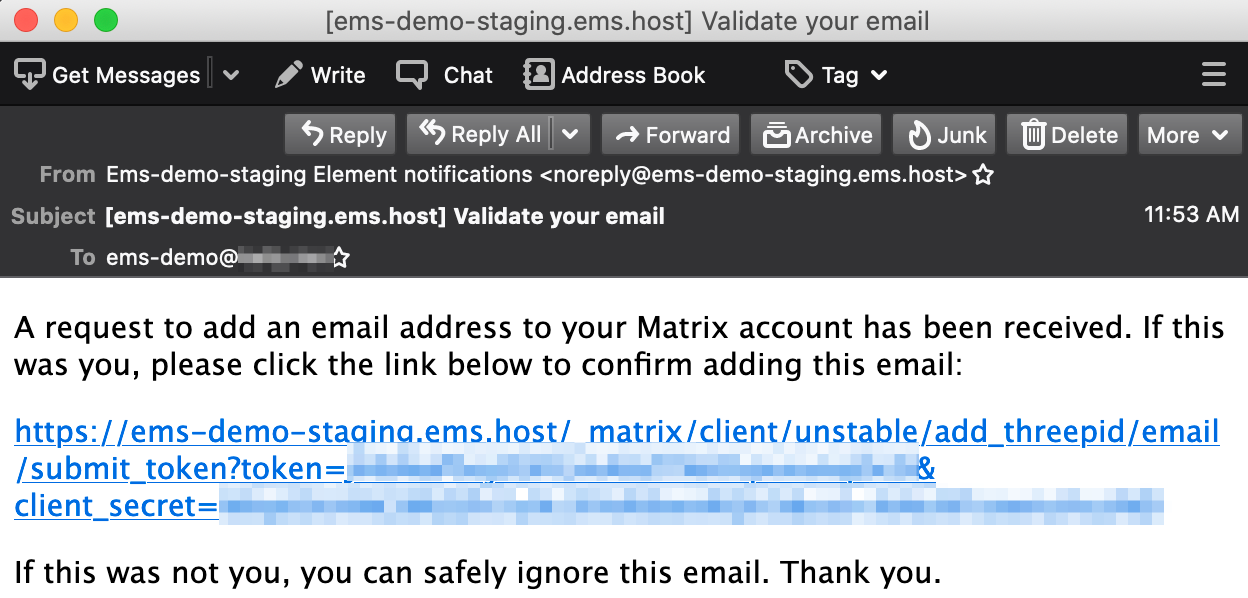 [ems-demo-staging.ems.host] Validate your email
Get Messages Write Chat Address Book Tag
Reply Reply All Forward Archive Junk Delete More
From Ems-demo-staging Element notifications <noreply@ems-demo-staging.ems.host>
Subject [ems-demo-staging.ems.host] Validate your email 11:53 AM
To ems-demo@
A request to add an email address to your Matrix account has been received. If this
was you, please click the link below to confirm adding this email:
https://ems-demo-staging.ems.host/_matrix/client/unstable/add_threepid/email
/submit_token?token= &
client_secret=
If this was not you, you can safely ignore this email. Thank you.